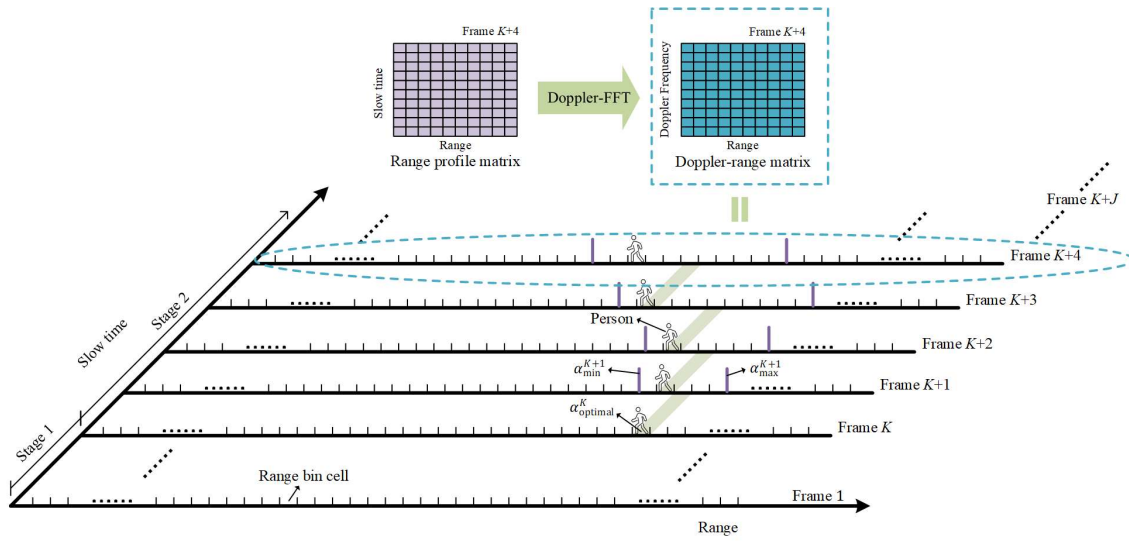 Frame K+4
Slow time
Range
Range profile matrix
Doppler-FFT
Frame K+4
Doppler Frequency
Range
Doppler-range matrix
Frame K+J
Frame K+4
Stage 2
Frame K+3
Slow time
Person
Frame K+2
α_min^{K+1}
α_max^{K+1}
Frame K+1
α_optimal^K
Stage 1
Frame K
Range bin cell
Frame 1
Range